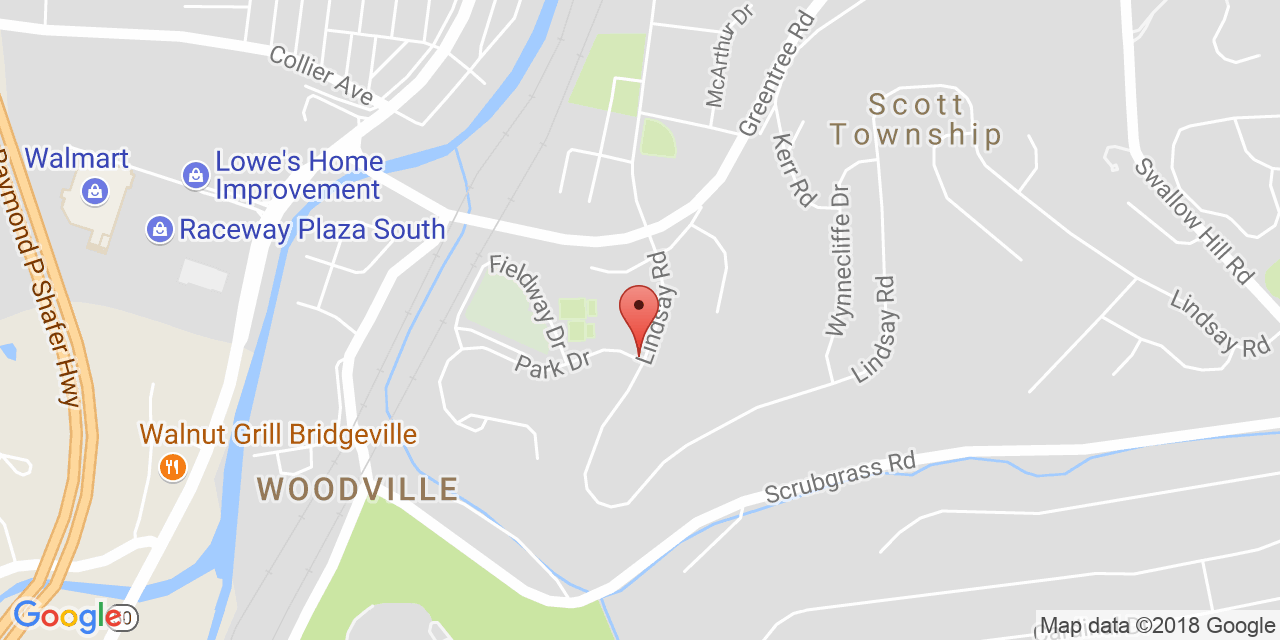 McArthur Dr
Collier Ave
Greentree Rd
Scott
Township
Walmart
Lowe's Home
Improvement
Kerr Rd
Swallow Hill Rd
Raceway Plaza South
Raymond P Shafer Hwy
Wynnecliffe Dr
Fieldway Dr
Lindsay Rd
Lindsay Rd
Lindsay Rd
Park Dr
Walnut Grill Bridgeville
WOODVILLE
Scrubgrass Rd
Google
Map data ©2018 Google